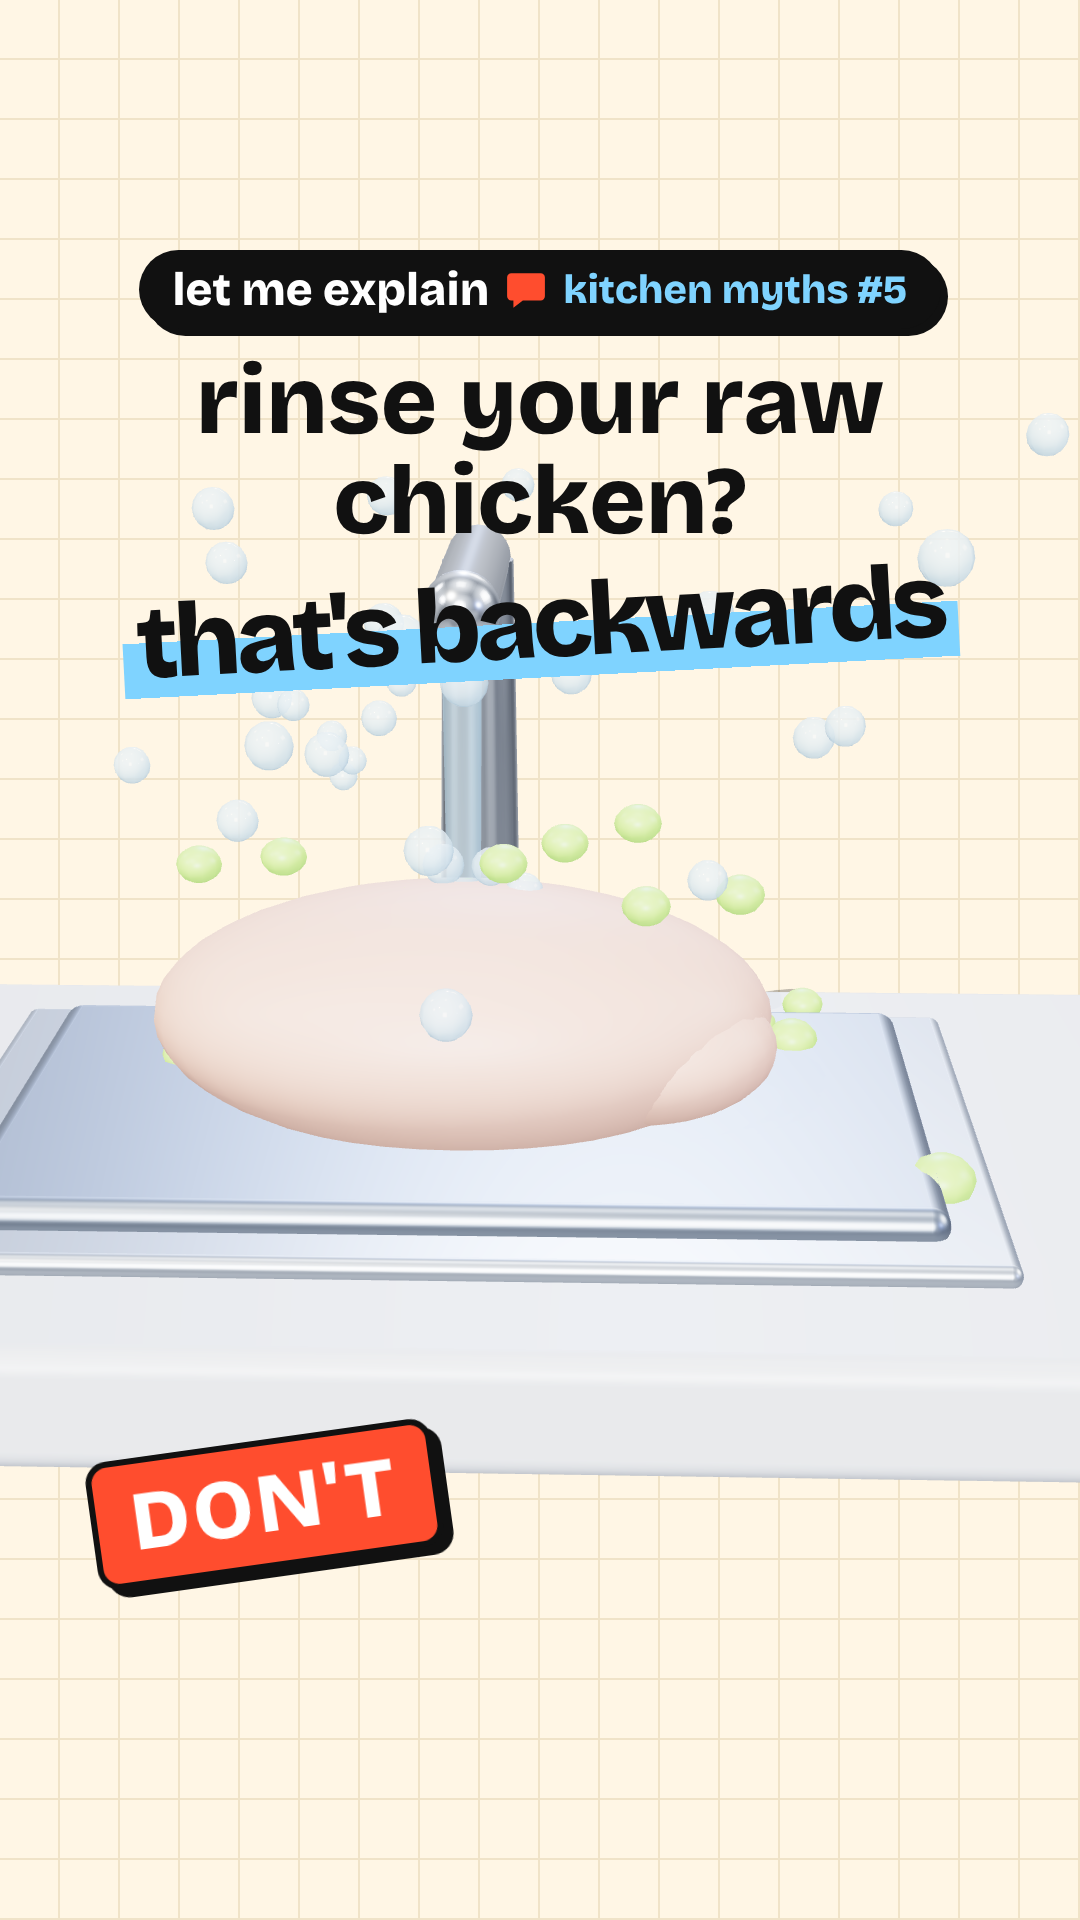 let me explain kitchen myths #5
rinse your raw
chicken?
that's backwards
DON'T